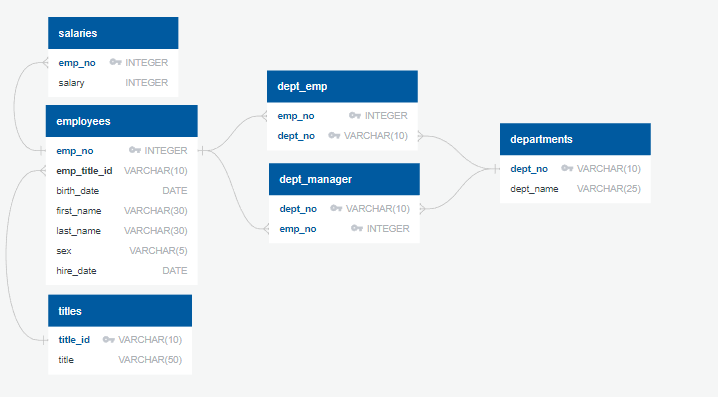 salaries
emp_no INTEGER
salary INTEGER
employees
emp_no INTEGER
emp_title_id VARCHAR(10)
birth_date DATE
first_name VARCHAR(30)
last_name VARCHAR(30)
sex VARCHAR(5)
hire_date DATE
titles
title_id VARCHAR(10)
title VARCHAR(50)
dept_emp
emp_no INTEGER
dept_no VARCHAR(10)
dept_manager
dept_no VARCHAR(10)
emp_no INTEGER
departments
dept_no VARCHAR(10)
dept_name VARCHAR(25)